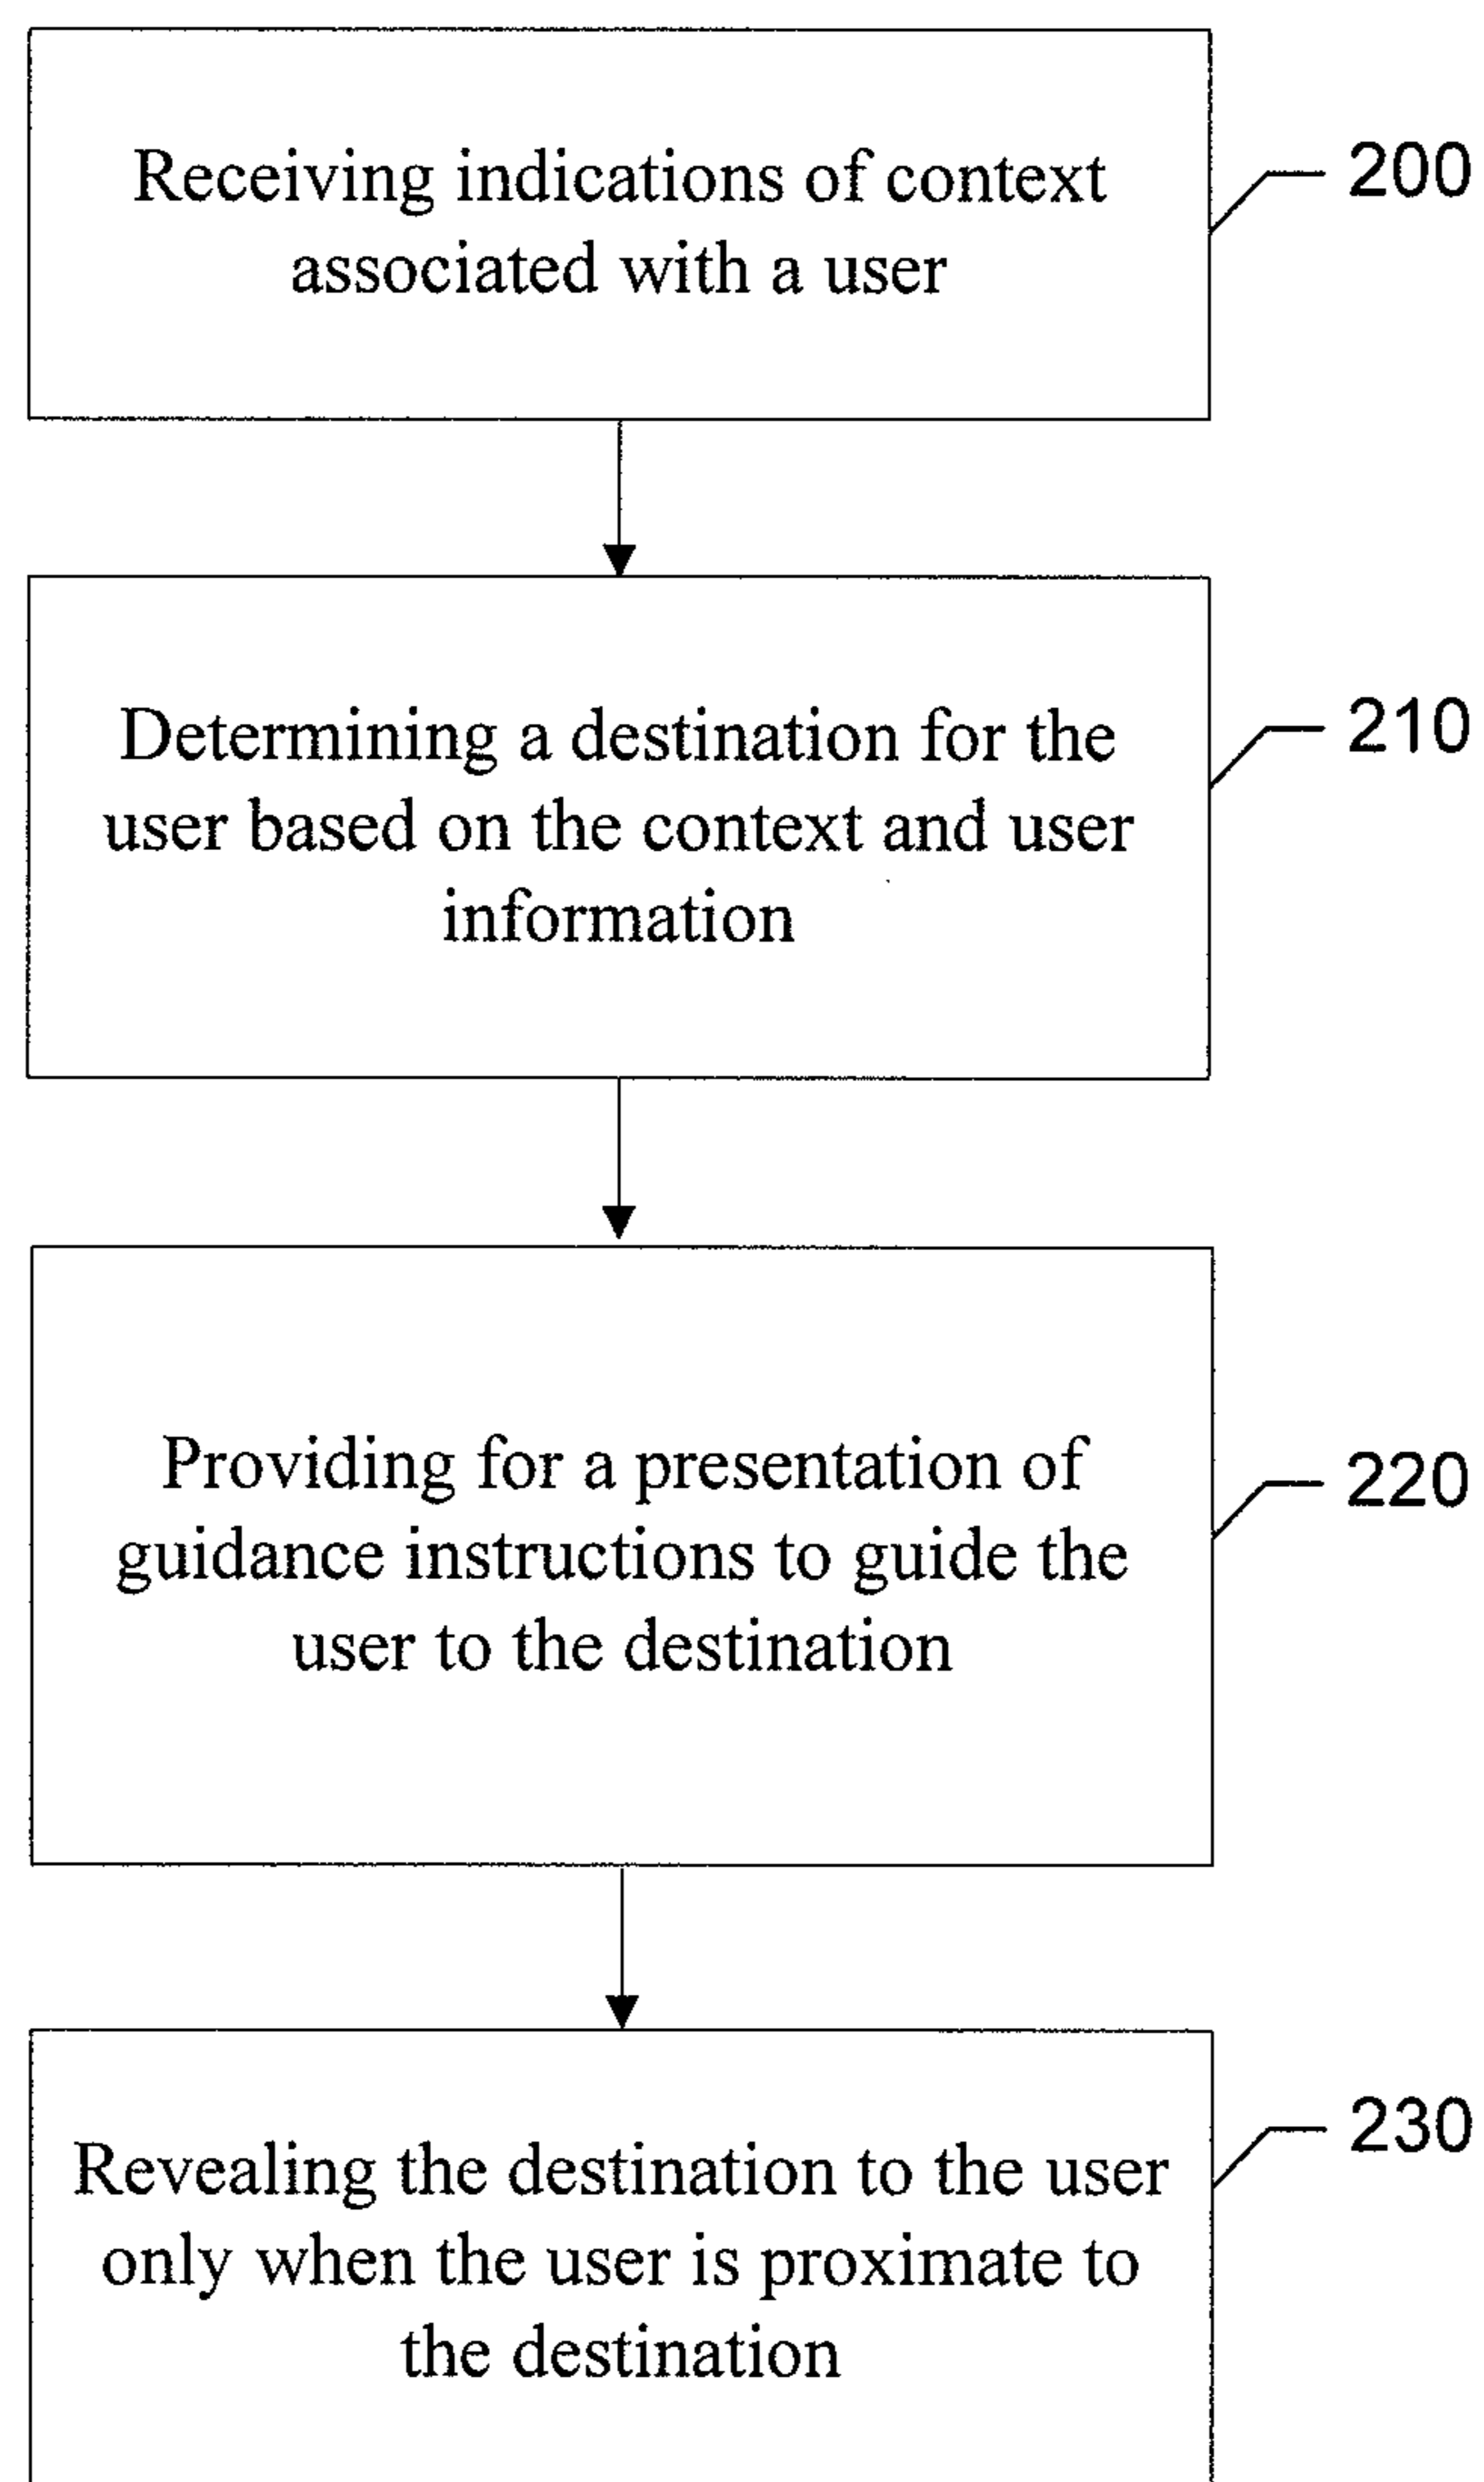 Receiving indications of context
associated with a user
200
Determining a destination for the
user based on the context and user
information
210
Providing for a presentation of
guidance instructions to guide the
user to the destination
220
Revealing the destination to the user
only when the user is proximate to
the destination
230